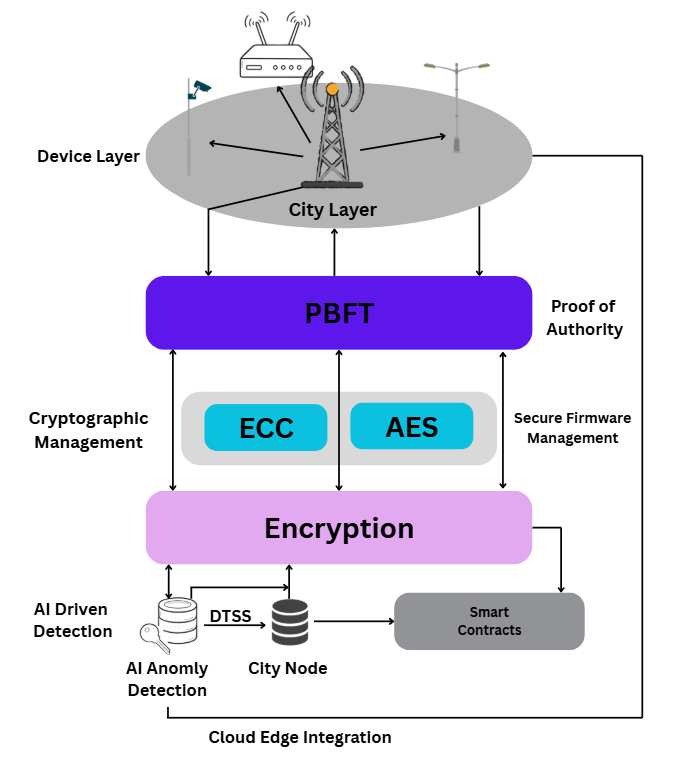 Device Layer
City Layer
PBFT
Proof of
Authority
Cryptographic
Management
ECC
AES
Secure Firmware
Management
Encryption
AI Driven
Detection
DTSS
Smart
Contracts
AI Anomly
Detection
City Node
Cloud Edge Integration